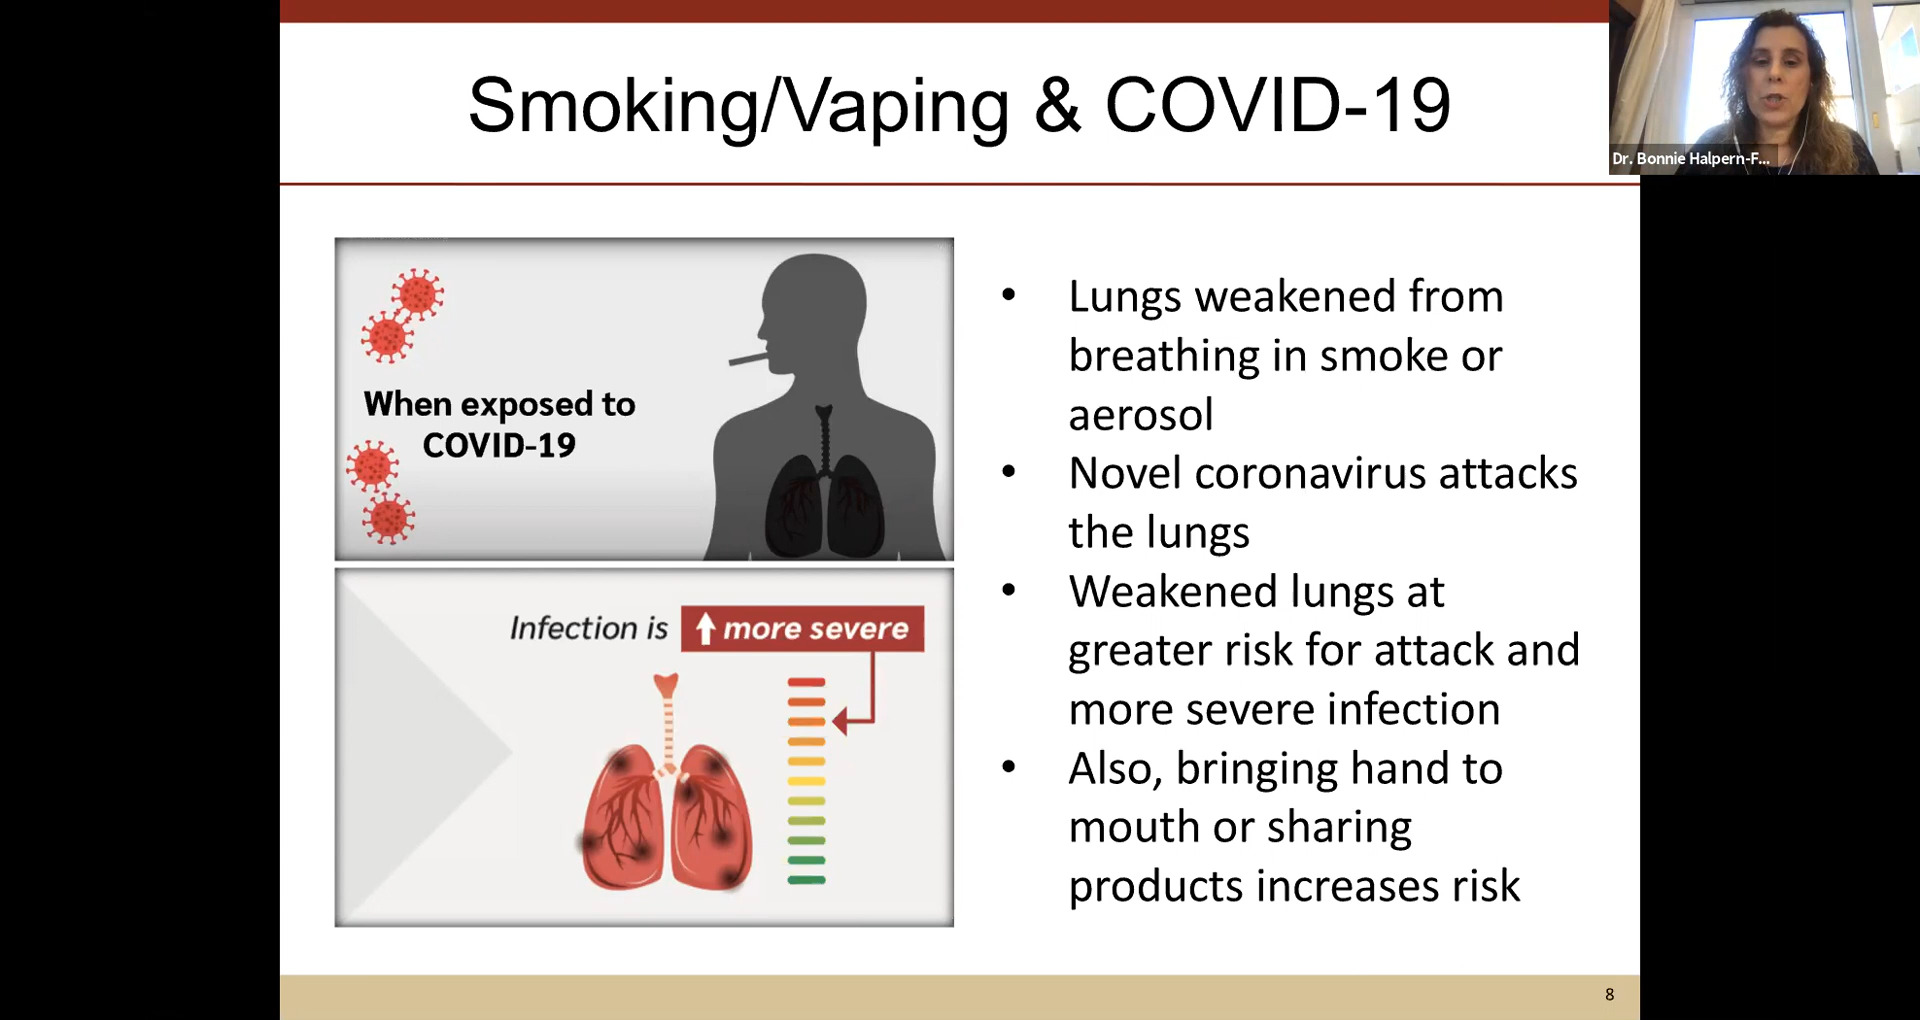 Smoking/Vaping & COVID-19
Dr. Bonnie Halpern-F...
When exposed to
COVID-19
Infection is more severe
• Lungs weakened from
breathing in smoke or
aerosol
• Novel coronavirus attacks
the lungs
• Weakened lungs at
greater risk for attack and
more severe infection
• Also, bringing hand to
mouth or sharing
products increases risk
8